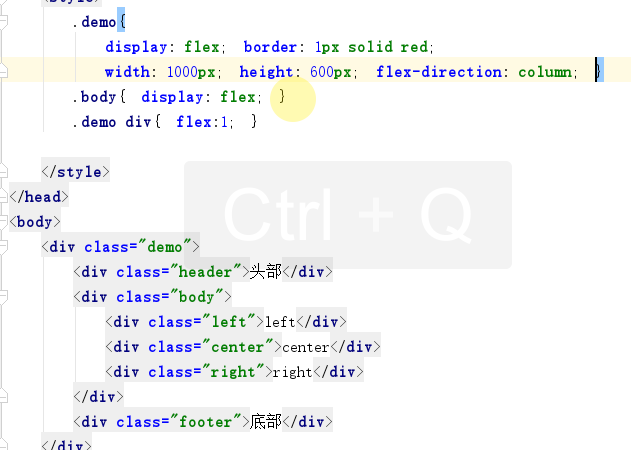 <style>
.demo{
display: flex; border: 1px solid red;
width: 1000px; height: 600px; flex-direction: column; }
.body{ display: flex; }
.demo div{ flex:1; }
</style>
</head>
<body>
<div class="demo">
<div class="header">头部</div>
<div class="body">
<div class="left">left</div>
<div class="center">center</div>
<div class="right">right</div>
</div>
<div class="footer">底部</div>
</div>
Ctrl + Q